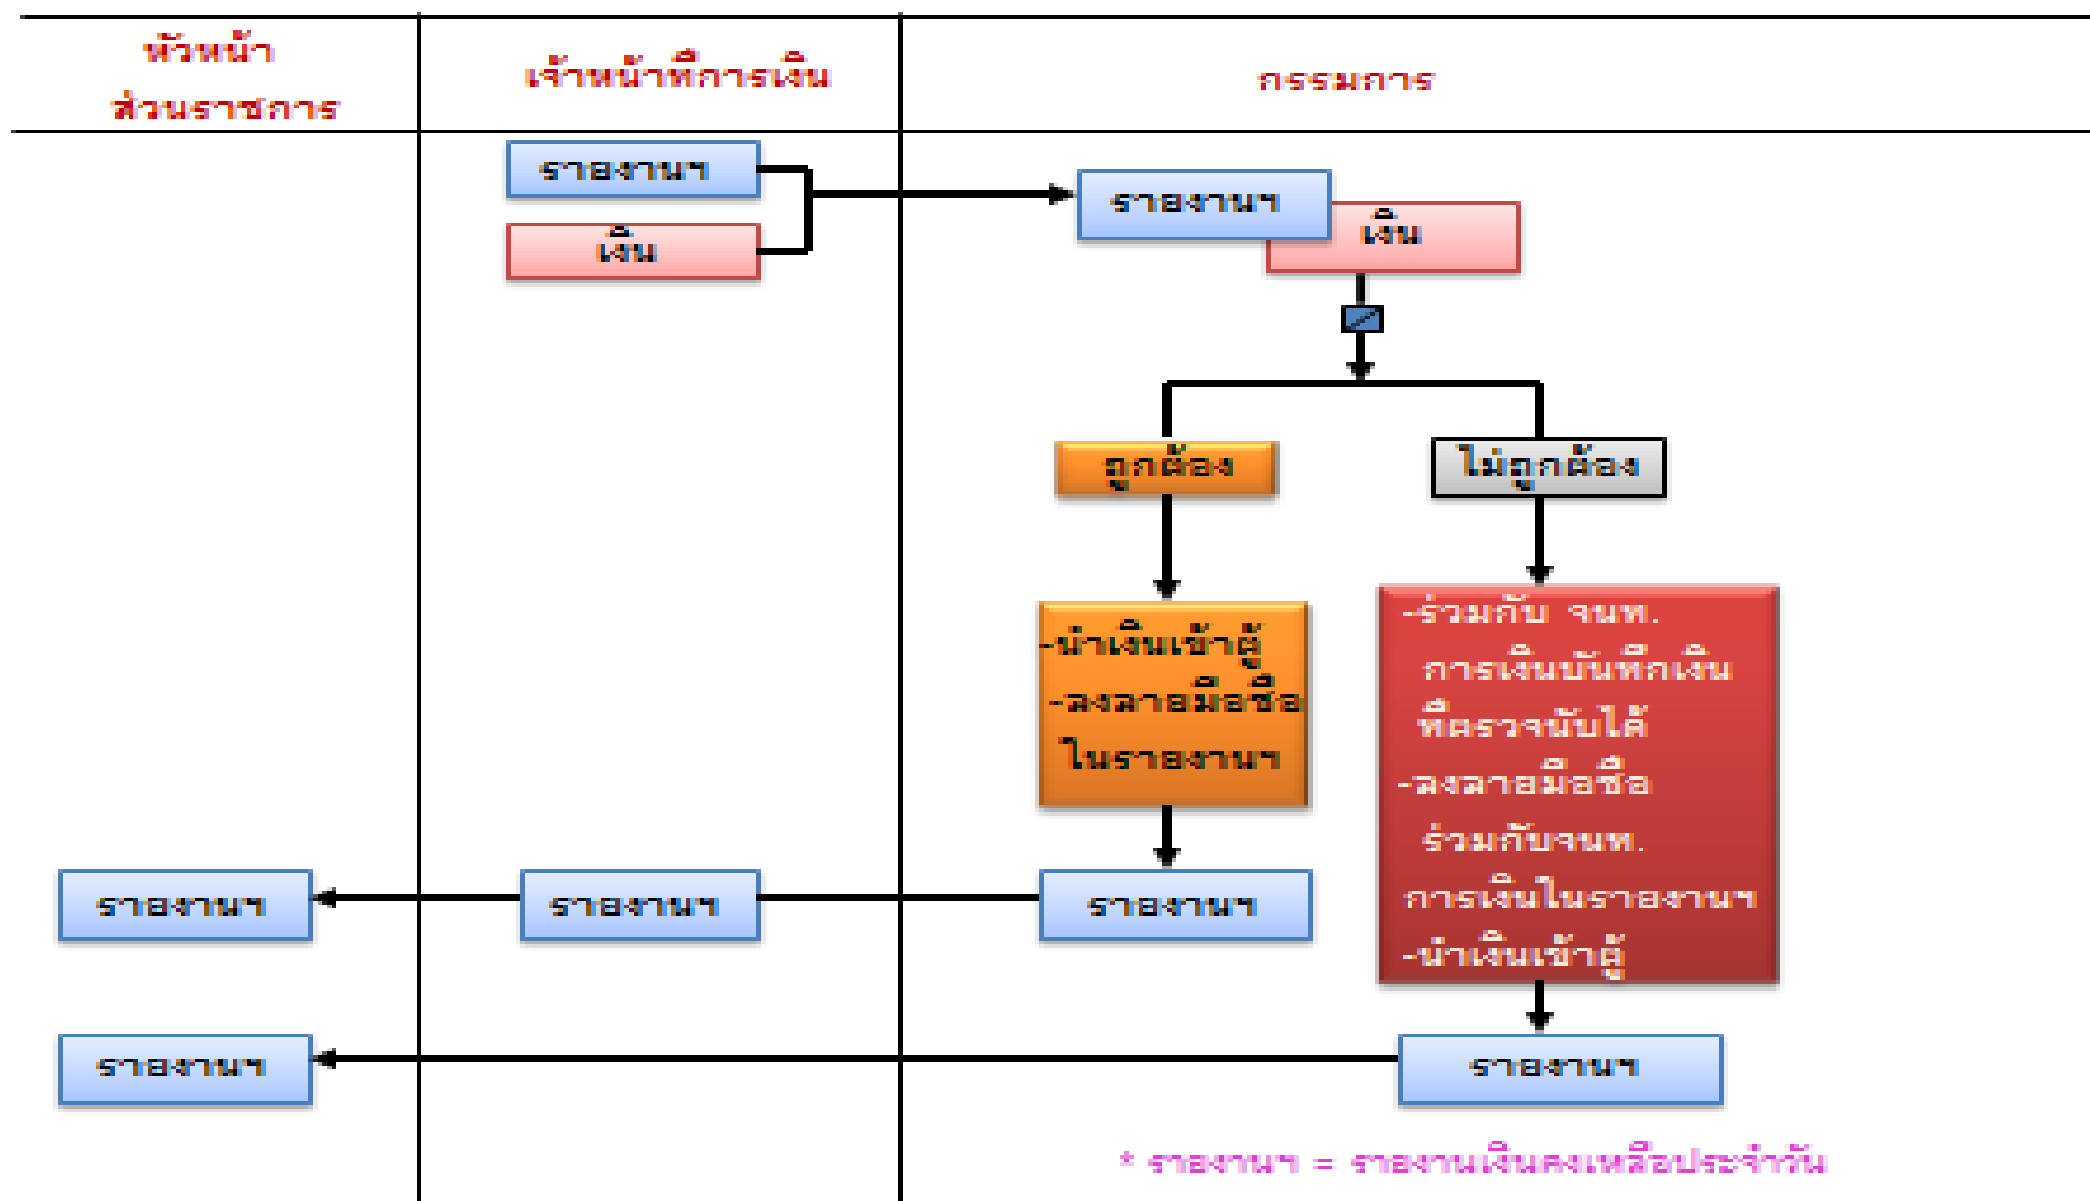 หัวหน้า
ส่วนราชการ
เจ้าหน้าที่การเงิน
กรรมการ
รายงานฯ
เงิน
รายงานฯ
เงิน
ถูกต้อง
ไม่ถูกต้อง
-นำเงินเข้าตู้
-ลงลายมือชื่อ
ในรายงานฯ
-ร่วมกับ จนท.
การเงินบันทึกเงิน
ที่ตรวจนับได้
-ลงลายมือชื่อ
ร่วมกับจนท.
การเงินในรายงานฯ
-นำเงินเข้าตู้
รายงานฯ
รายงานฯ
รายงานฯ
รายงานฯ
รายงานฯ
* รายงานฯ = รายงานเงินคงเหลือประจำวัน